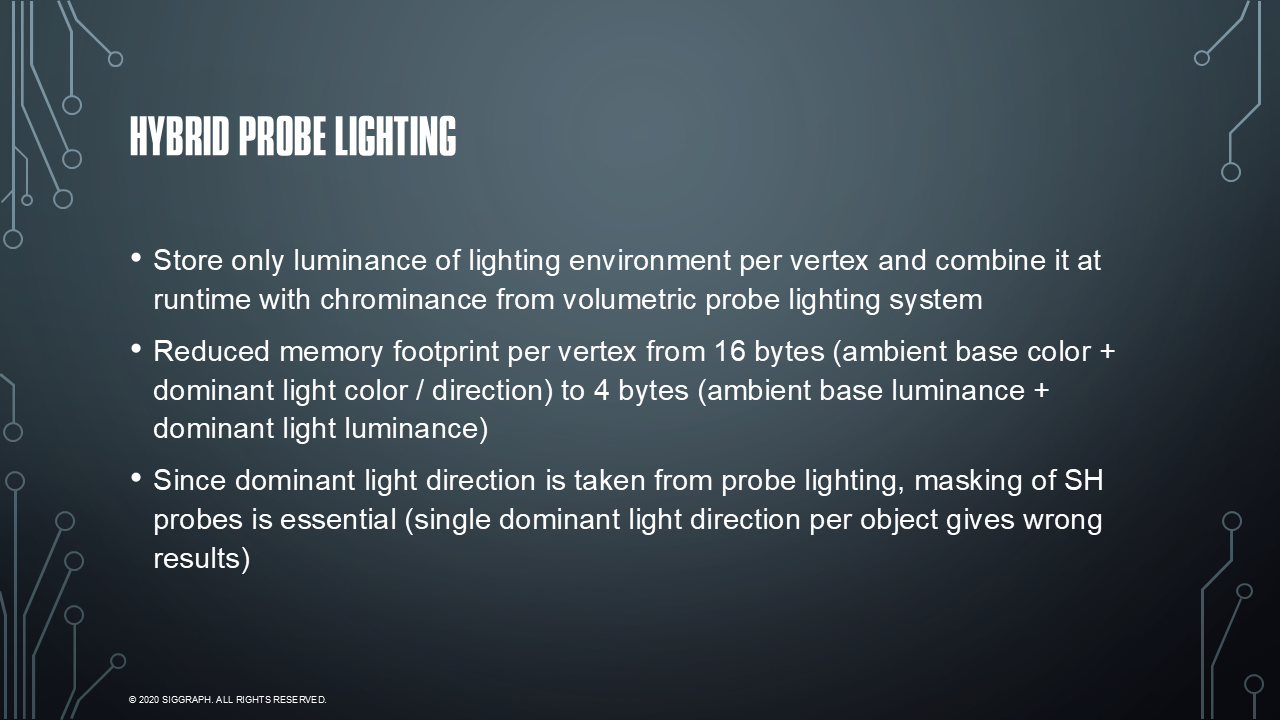 HYBRID PROBE LIGHTING
• Store only luminance of lighting environment per vertex and combine it at
runtime with chrominance from volumetric probe lighting system
• Reduced memory footprint per vertex from 16 bytes (ambient base color +
dominant light color / direction) to 4 bytes (ambient base luminance +
dominant light luminance)
• Since dominant light direction is taken from probe lighting, masking of SH
probes is essential (single dominant light direction per object gives wrong
results)
© 2020 SIGGRAPH. ALL RIGHTS RESERVED.